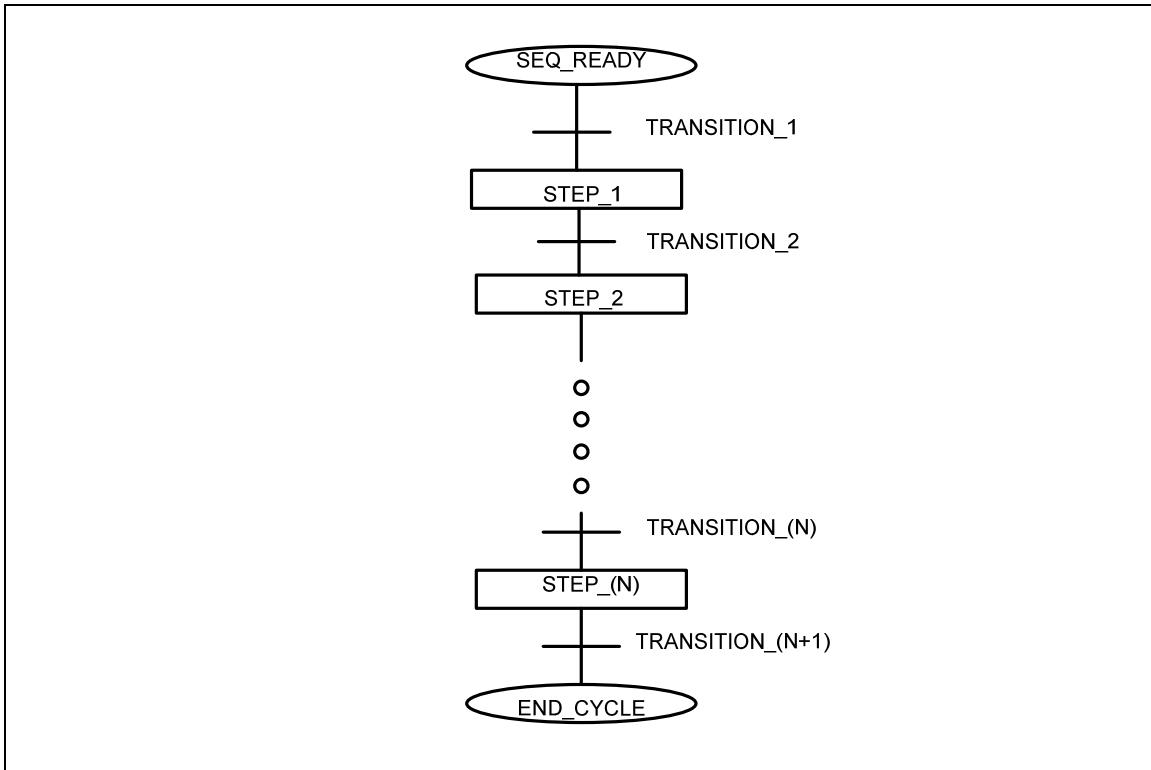 SEQ_READY
TRANSITION_1
STEP_1
TRANSITION_2
STEP_2
TRANSITION_(N)
STEP_(N)
TRANSITION_(N+1)
END_CYCLE